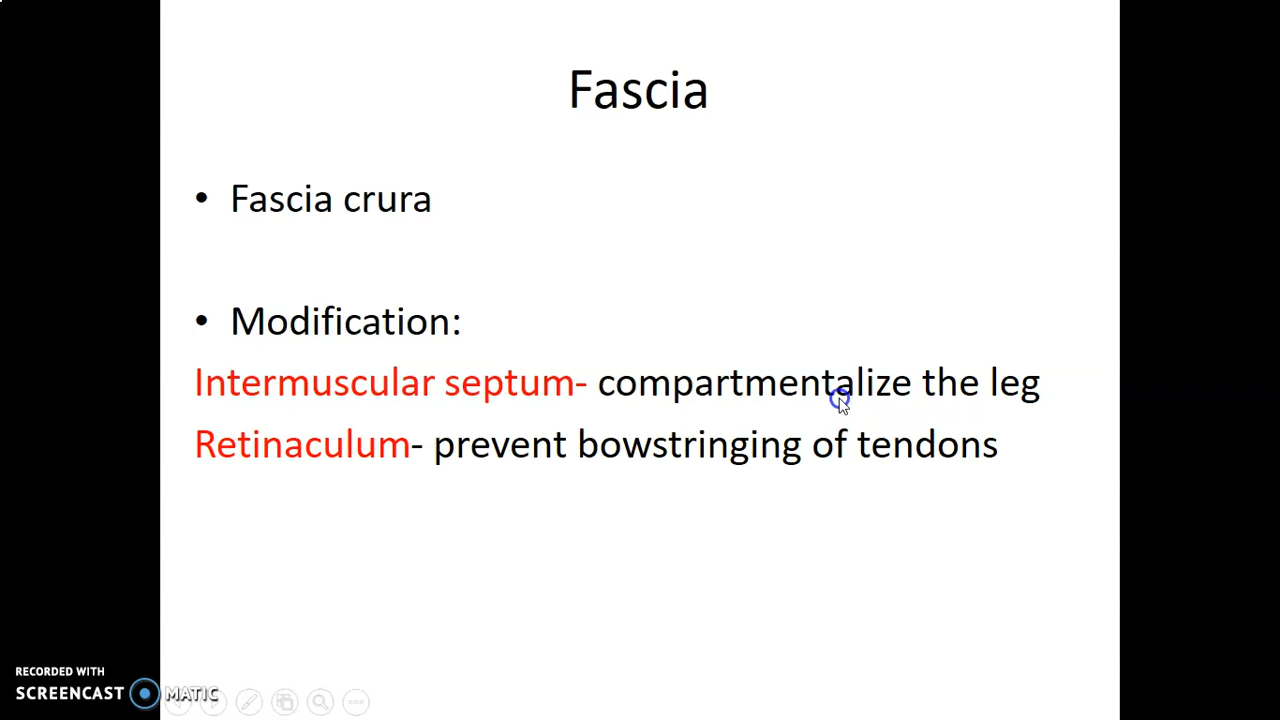 Fascia
• Fascia crura
• Modification:
Intermuscular septum- compartmentalize the leg
Retinaculum- prevent bowstringing of tendons
RECORDED WITH
SCREENCAST MATIC